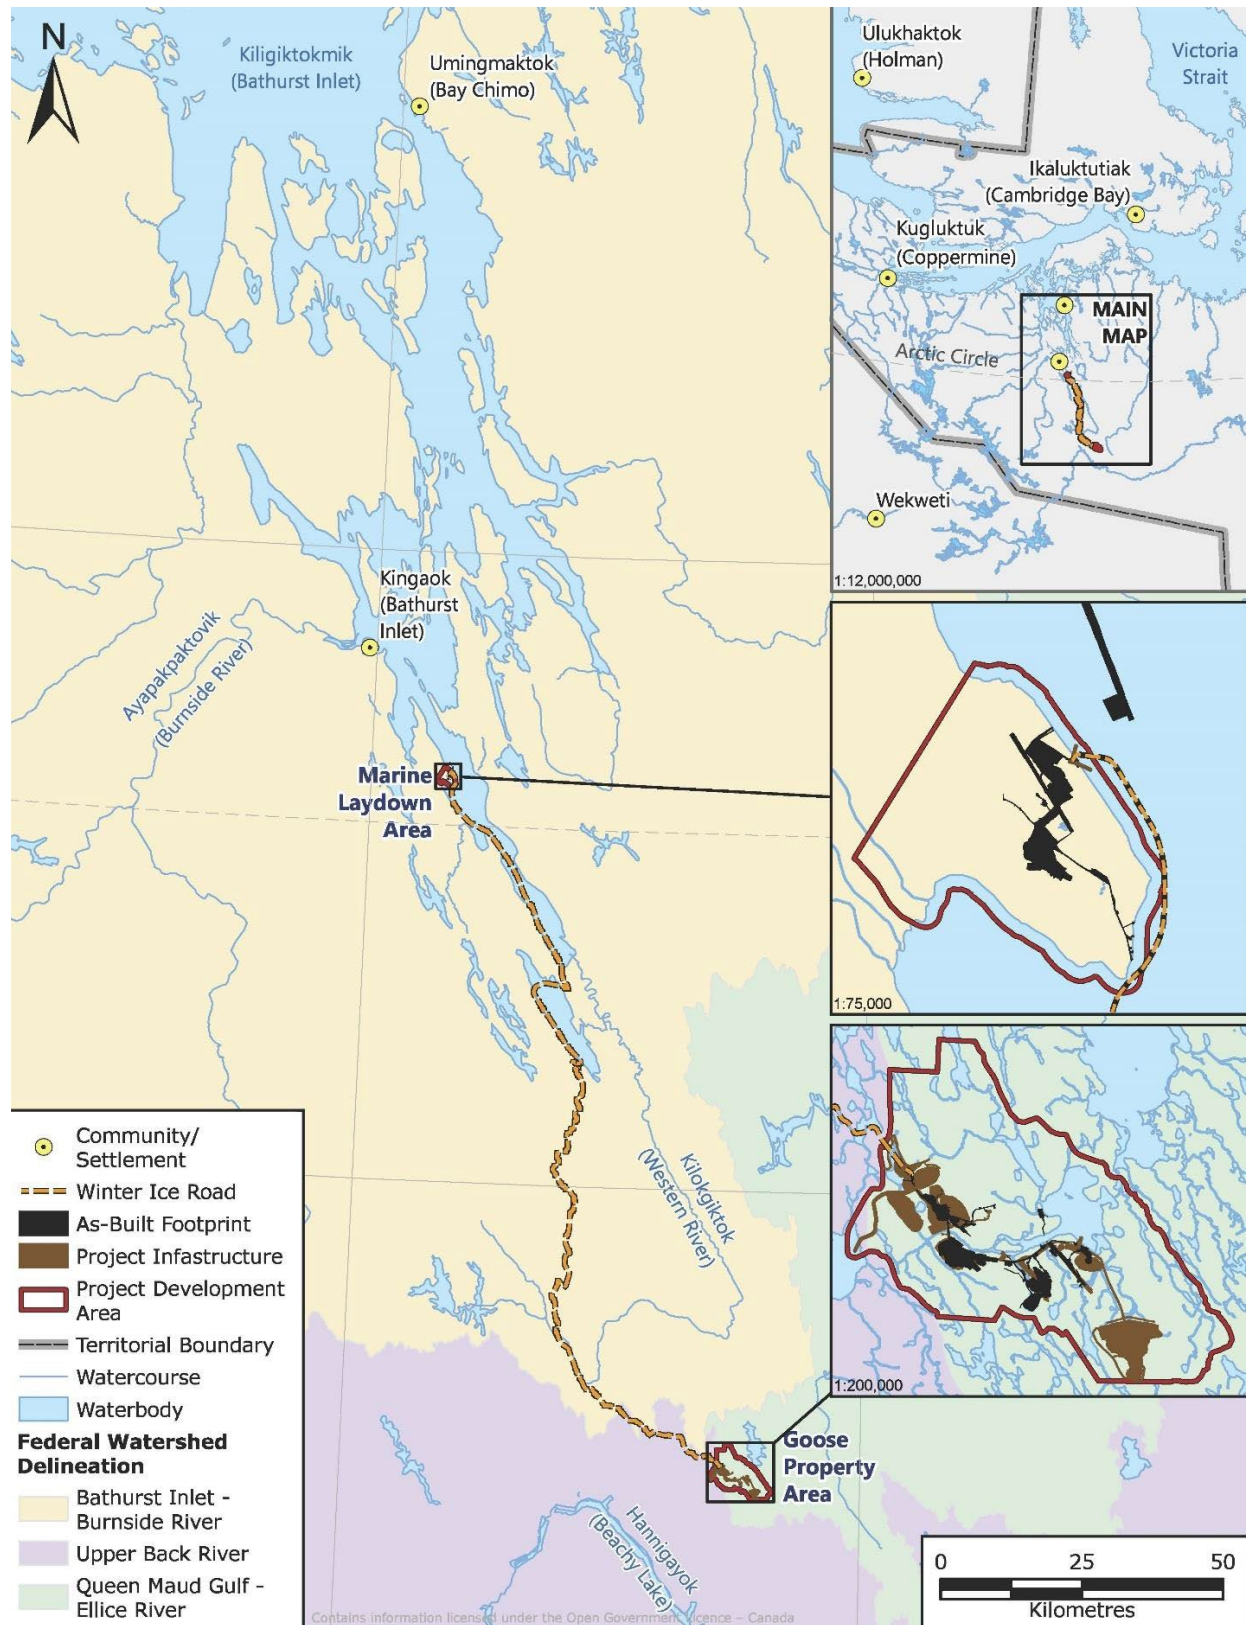 N
Kiligiktokmik
(Bathurst Inlet)
Umingmaktok
(Bay Chimo)
Kingaok
(Bathurst
Inlet)
Ayapakpaktovik
(Burnside River)
Marine
Laydown
Area
Kilokgiktok
(Western River)
Goose
Property
Area
Hannigayok
(Beachy Lake)
Ulukhaktok
(Holman)
Victoria
Strait
Ikaluktutiak
(Cambridge Bay)
Kugluktuk
(Coppermine)
MAIN
MAP
Arctic Circle
Wekweti
1:12,000,000
1:75,000
1:200,000
Community/
Settlement
Winter Ice Road
As-Built Footprint
Project Infastructure
Project Development
Area
Territorial Boundary
Watercourse
Waterbody
Federal Watershed
Delineation
Bathurst Inlet -
Burnside River
Upper Back River
Queen Maud Gulf -
Ellice River
0 25 50
Kilometres
Contains information licensed under the Open Government Licence – Canada